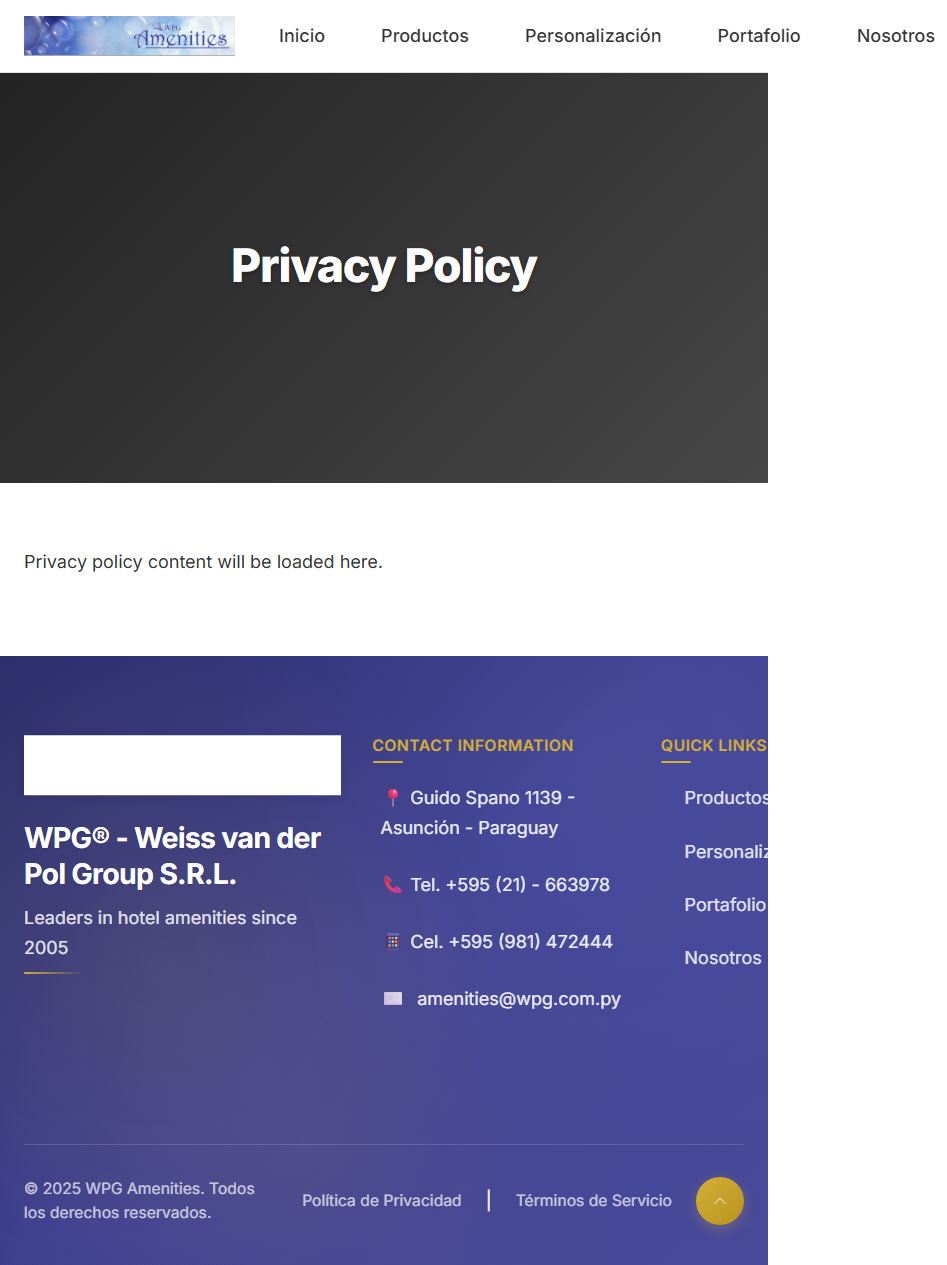 WPG
Amenities
Inicio
Productos
Personalización
Portafolio
Nosotros
Privacy Policy
Privacy policy content will be loaded here.
WPG® - Weiss van der
Pol Group S.R.L.
Leaders in hotel amenities since
2005
CONTACT INFORMATION
Guido Spano 1139 -
Asunción - Paraguay
Tel. +595 (21) - 663978
Cel. +595 (981) 472444
amenities@wpg.com.py
QUICK LINKS
Productos
Personaliz
Portafolio
Nosotros
© 2025 WPG Amenities. Todos
los derechos reservados.
Política de Privacidad
|
Términos de Servicio